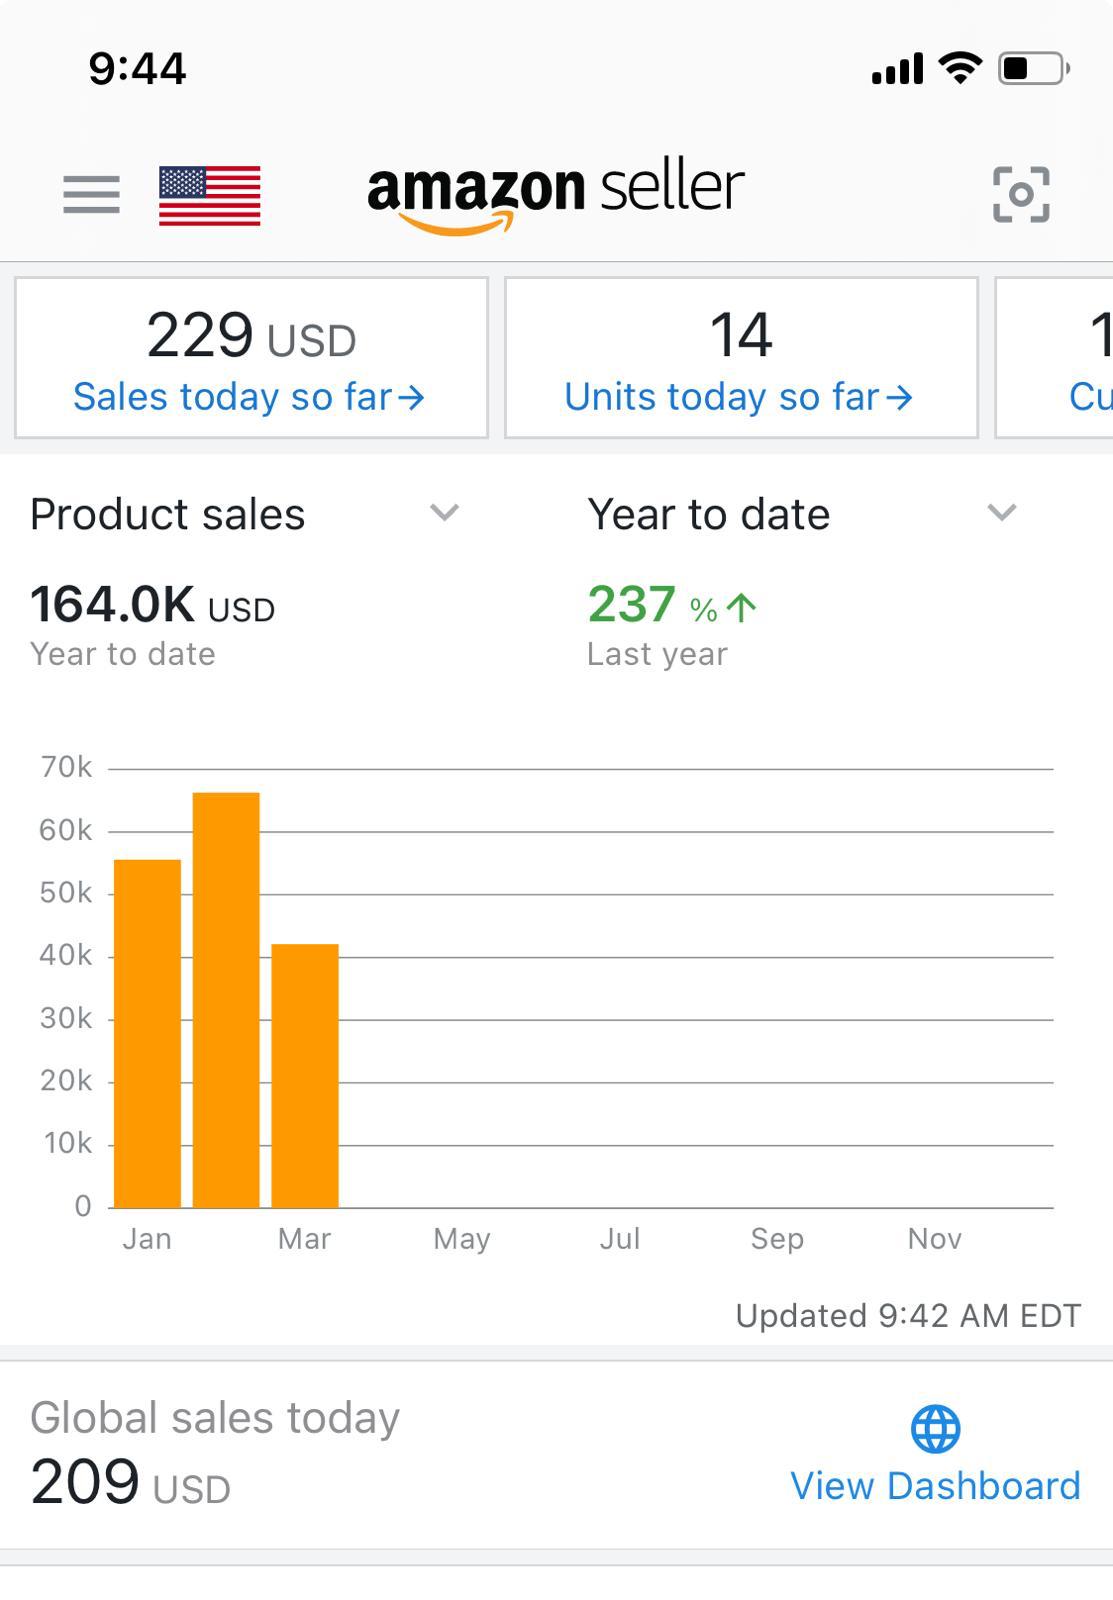 9:44
amazon seller
229 USD
Sales today so far→
14
Units today so far→
1
Cu
Product sales
Year to date
164.0K USD
Year to date
237 %↑
Last year
70k
60k
50k
40k
30k
20k
10k
0
Jan Mar May Jul Sep Nov
Updated 9:42 AM EDT
Global sales today
209 USD
View Dashboard